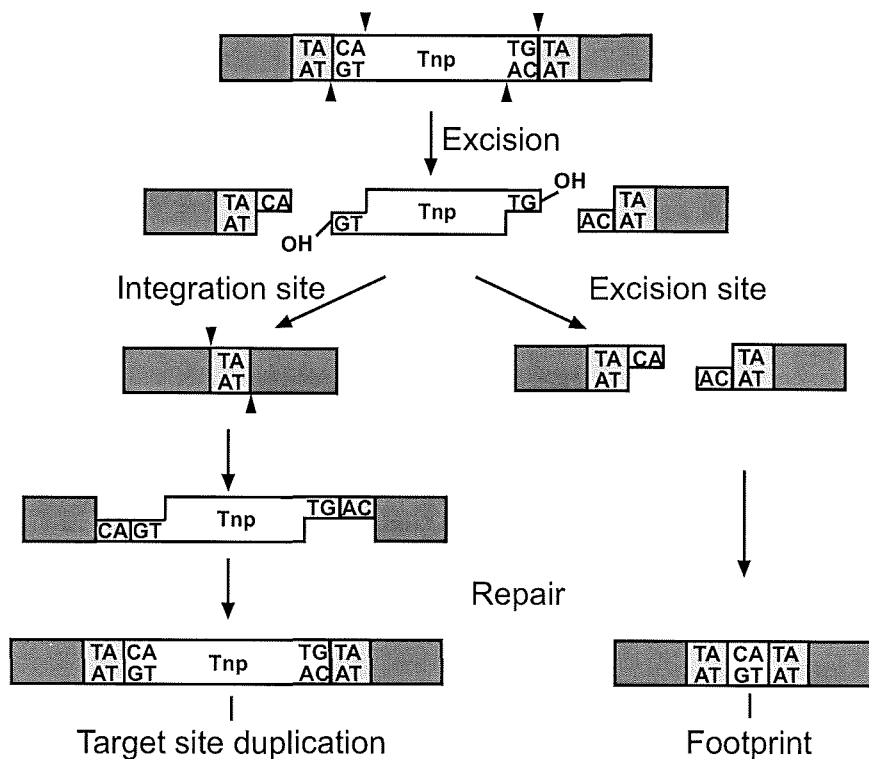 TA CA TG TA
AT GT Tnp AC AT
Excision
OH
TA CA TG TA
AT GT Tnp AC AT
OH
Integration site Excision site
TA TA CA TA
AT AT AC AT
CA GT Tnp TG AC
Repair
TA CA TG TA TA CA TA
AT GT Tnp AC AT AT GT AT
Target site duplication Footprint